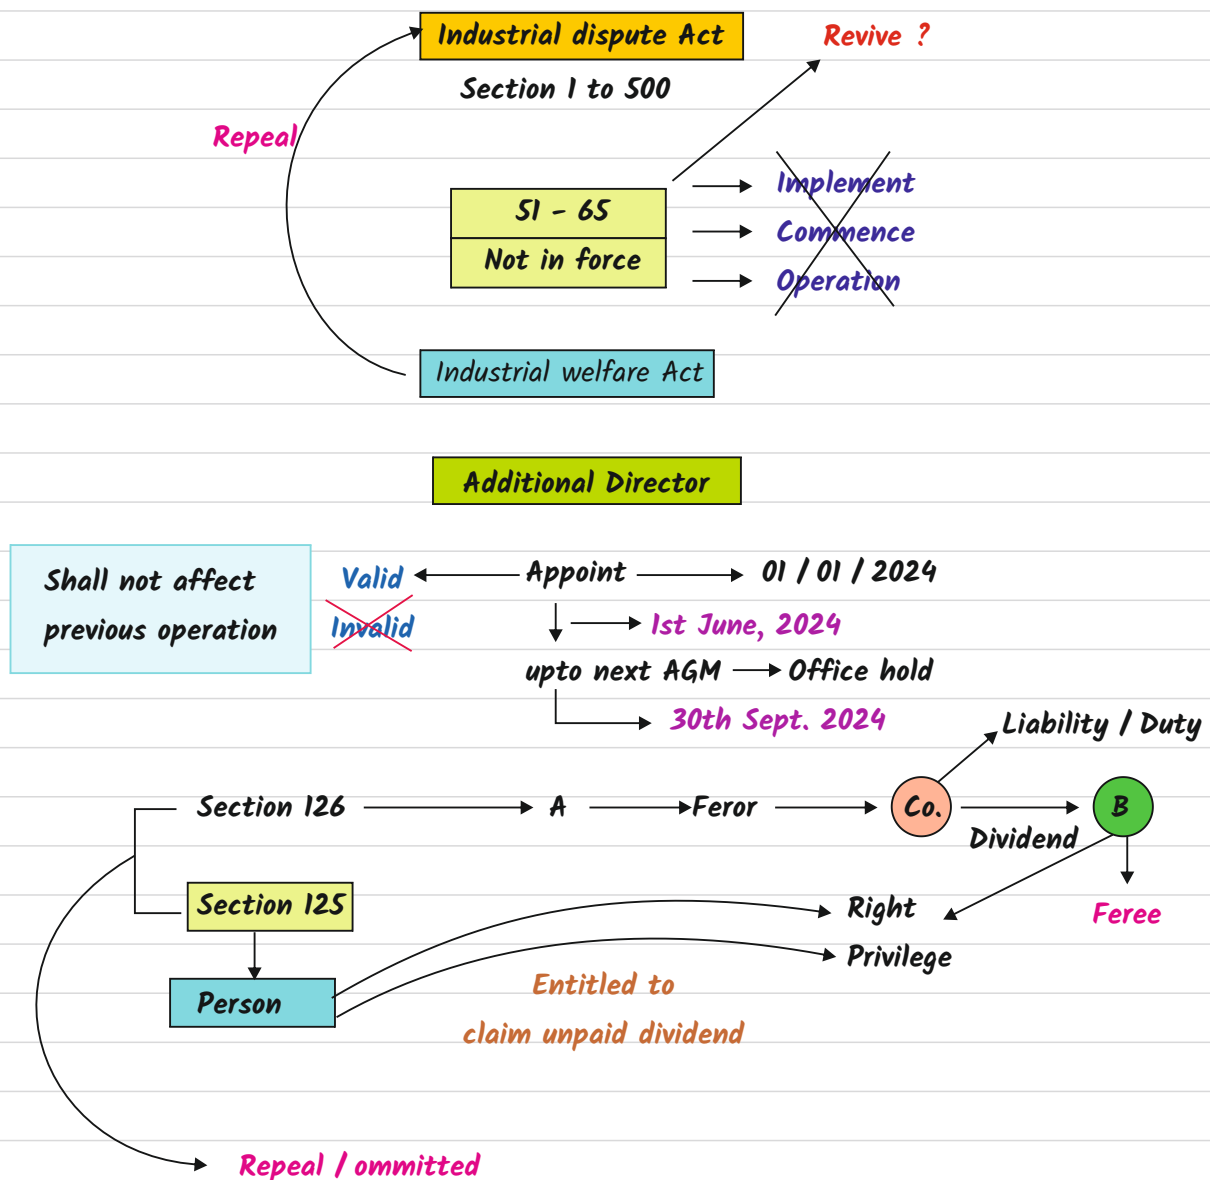 Industrial dispute Act
Revive ?
Section 1 to 500
Repeal
51 - 65
Not in force
Implement
Commence
Operation
Industrial welfare Act
Additional Director
Shall not affect
previous operation
Valid
Invalid
Appoint
01 / 01 / 2024
1st June, 2024
upto next AGM
Office hold
30th Sept. 2024
Liability / Duty
Section 126
A
Feror
Co.
B
Dividend
Section 125
Right
Feree
Privilege
Person
Entitled to
claim unpaid dividend
Repeal / ommitted